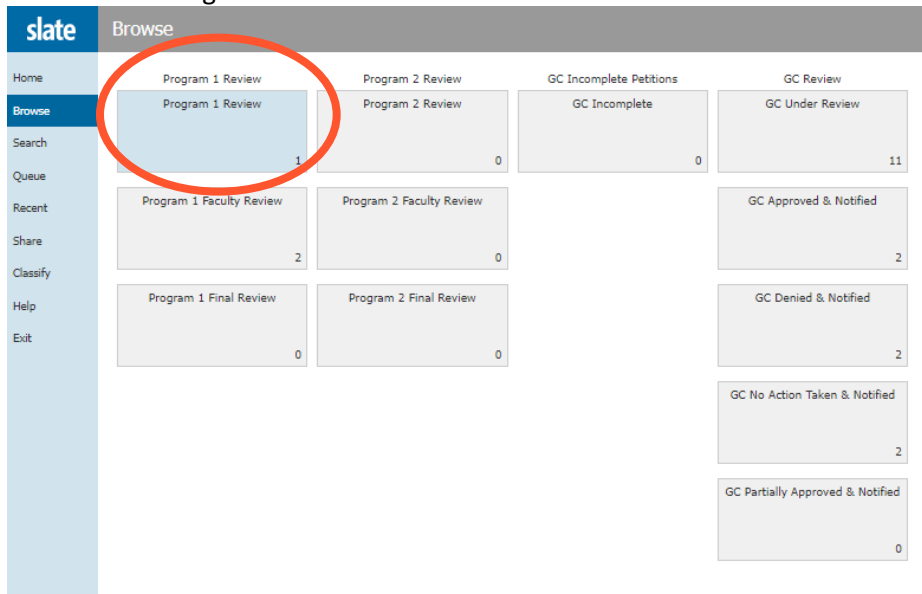 slate
Browse
Home
Browse
Search
Queue
Recent
Share
Classify
Help
Exit
Program 1 Review
Program 1 Review
1
Program 1 Faculty Review
2
Program 1 Final Review
0
Program 2 Review
Program 2 Review
0
Program 2 Faculty Review
0
Program 2 Final Review
0
GC Incomplete Petitions
GC Incomplete
0
GC Review
GC Under Review
11
GC Approved & Notified
2
GC Denied & Notified
2
GC No Action Taken & Notified
2
GC Partially Approved & Notified
0